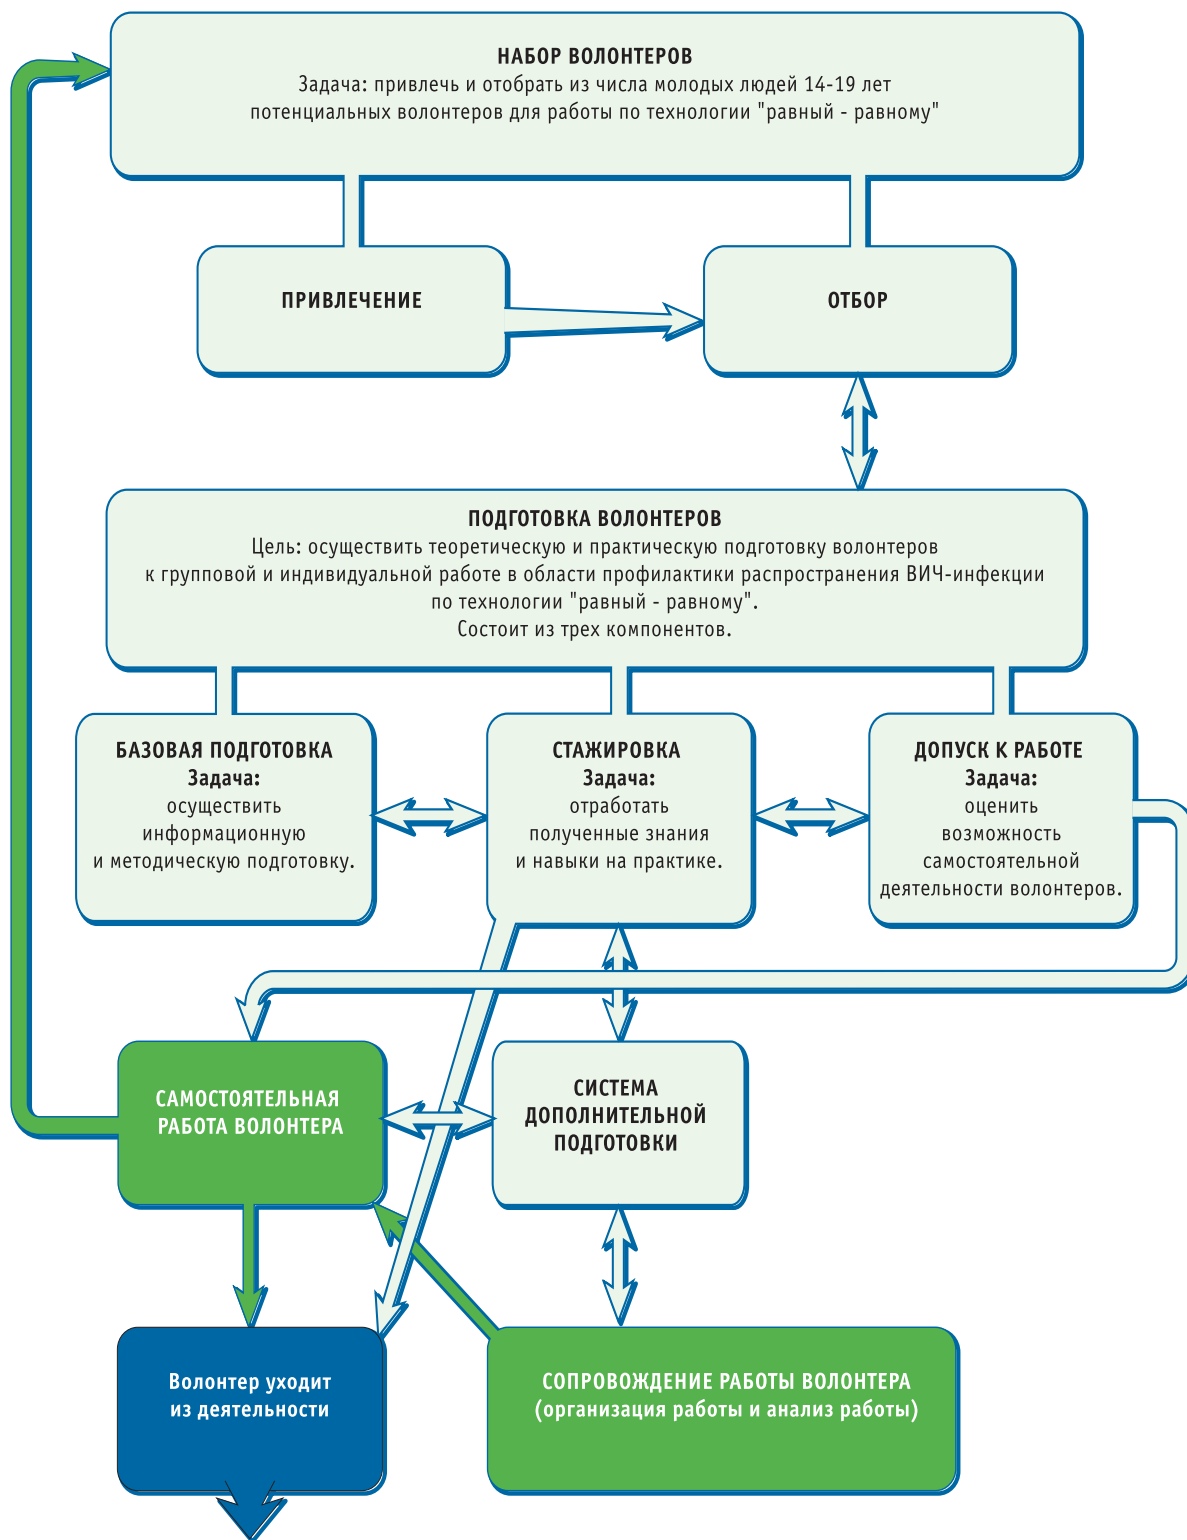 НАБОР ВОЛОНТЕРОВ
Задача: привлечь и отобрать из числа молодых людей 14-19 лет
потенциальных волонтеров для работы по технологии "равный - равному"
ПРИВЛЕЧЕНИЕ
ОТБОР
ПОДГОТОВКА ВОЛОНТЕРОВ
Цель: осуществить теоретическую и практическую подготовку волонтеров
к групповой и индивидуальной работе в области профилактики распространения ВИЧ-инфекции
по технологии "равный - равному".
Состоит из трех компонентов.
БАЗОВАЯ ПОДГОТОВКА
Задача:
осуществить
информационную
и методическую подготовку.
СТАЖИРОВКА
Задача:
отработать
полученные знания
и навыки на практике.
ДОПУСК К РАБОТЕ
Задача:
оценить
возможность
самостоятельной
деятельности волонтеров.
САМОСТОЯТЕЛЬНАЯ
РАБОТА ВОЛОНТЕРА
СИСТЕМА
ДОПОЛНИТЕЛЬНОЙ
ПОДГОТОВКИ
Волонтер уходит
из деятельности
СОПРОВОЖДЕНИЕ РАБОТЫ ВОЛОНТЕРА
(организация работы и анализ работы)